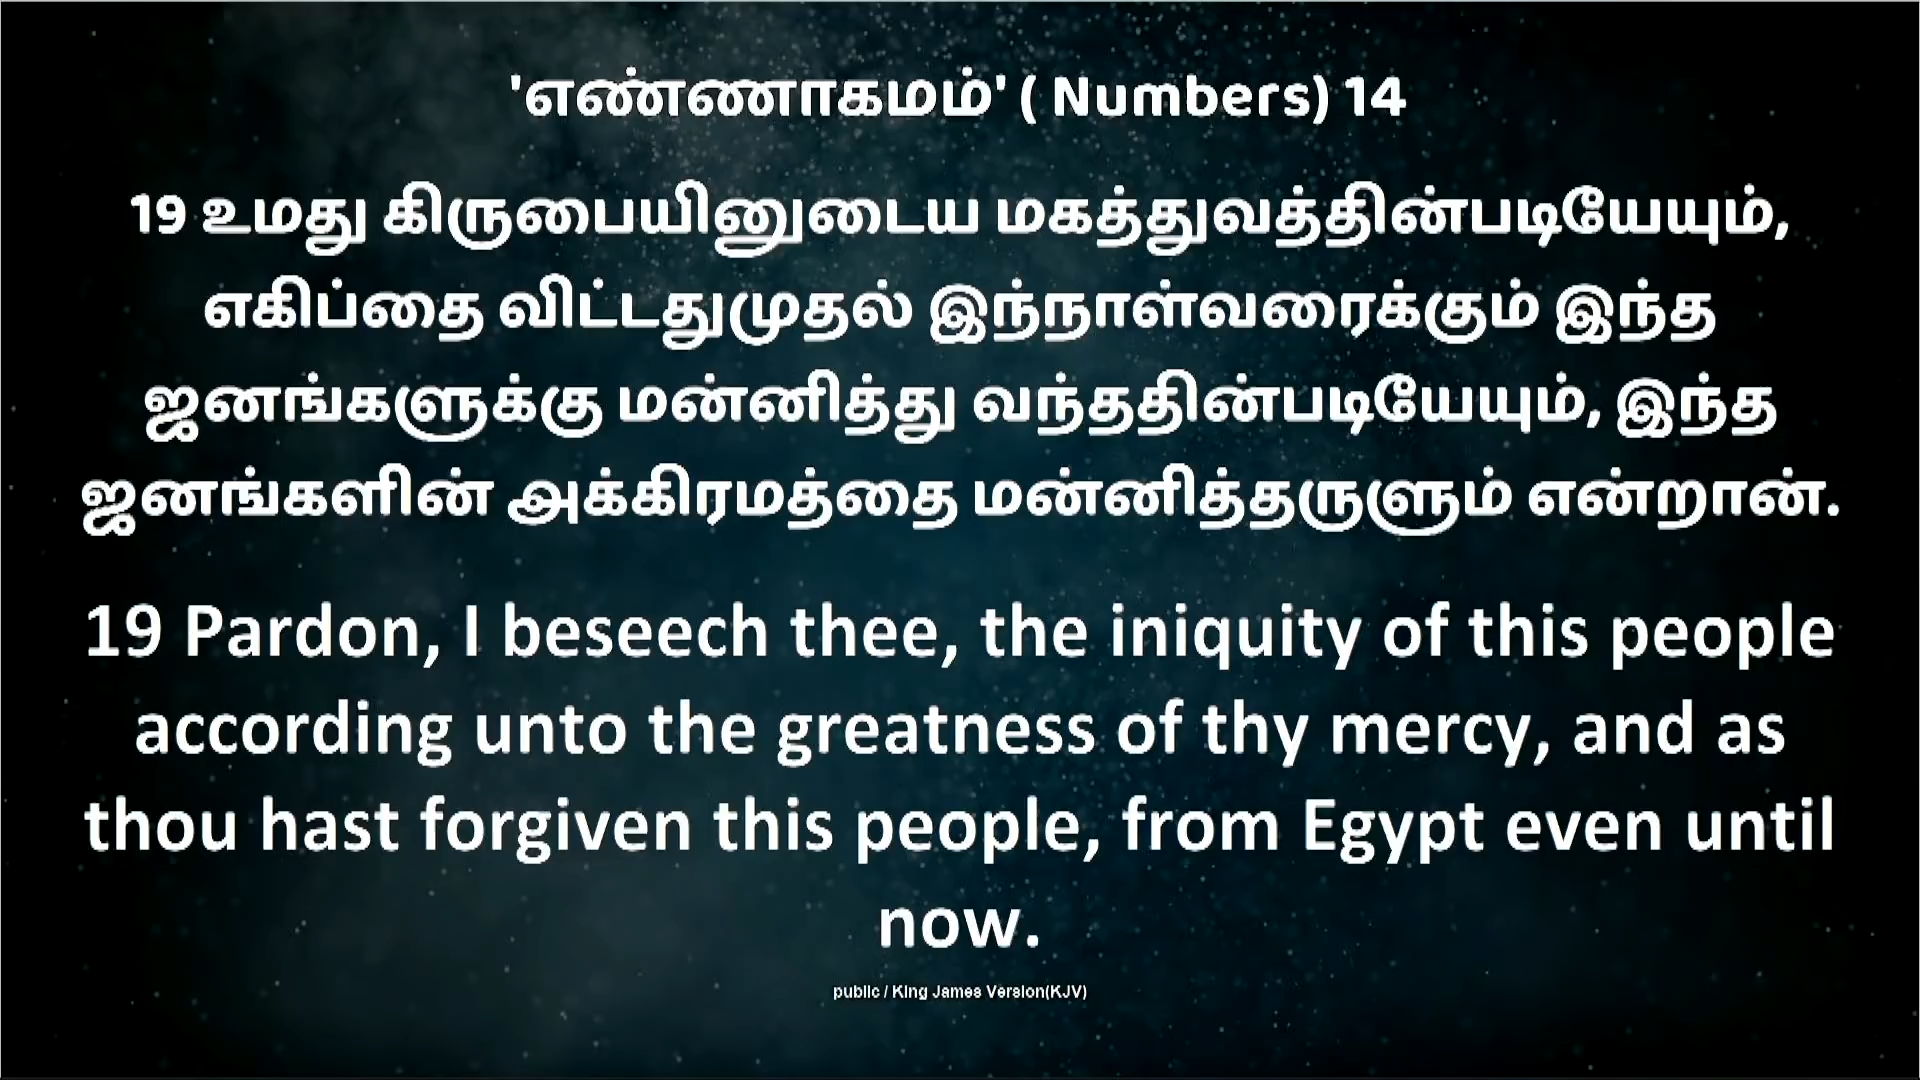 'எண்ணாகமம்' ( Numbers) 14
19 உமது கிருபையினுடைய மகத்துவத்தின்படியேயும்,
எகிப்தை விட்டதுமுதல் இந்நாள்வரைக்கும் இந்த
ஜனங்களுக்கு மன்னித்து வந்ததின்படியேயும், இந்த
ஜனங்களின் அக்கிரமத்தை மன்னித்தருளும் என்றான்.
19 Pardon, I beseech thee, the iniquity of this people
according unto the greatness of thy mercy, and as
thou hast forgiven this people, from Egypt even until
now.
public / King James Version(KJV)